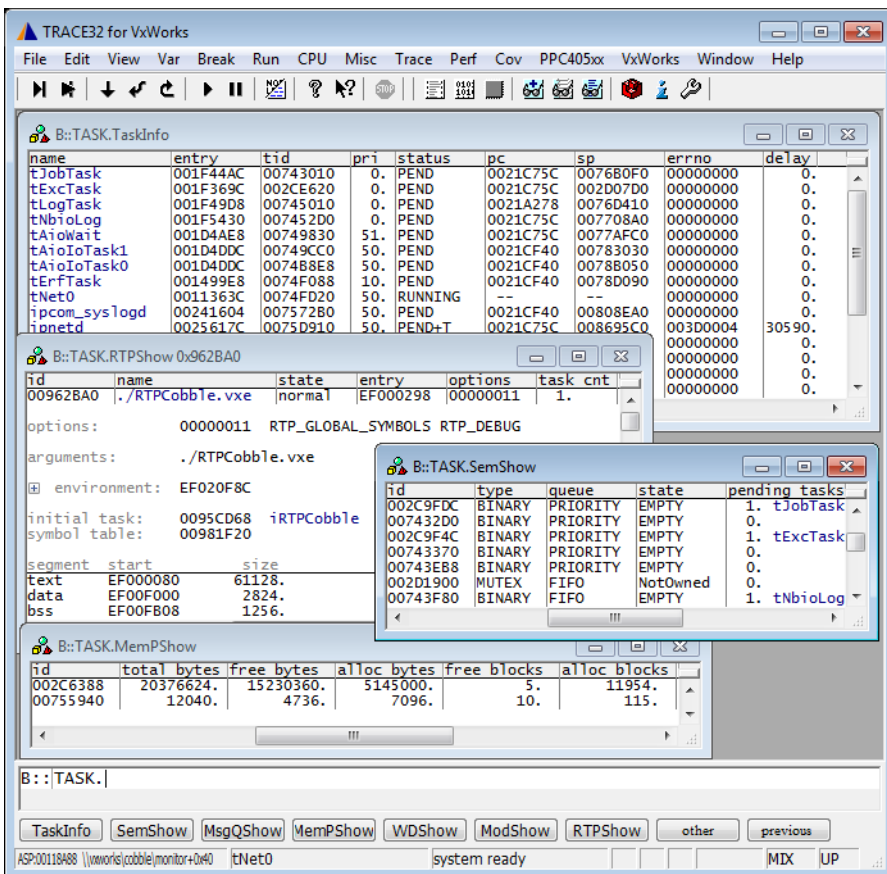 TRACE32 for VxWorks
File Edit View Var Break Run CPU Misc Trace Perf Cov PPC405xx VxWorks Window Help
B::TASK.TaskInfo
name entry tid pri status pc sp errno delay
tJobTask 001F44AC 00743010 0. PEND 0021C75C 0076B0F0 00000000 0.
tExcTask 001F369C 002CE620 0. PEND 0021C75C 002D07D0 00000000 0.
tLogTask 001F49D8 00745010 0. PEND 0021A278 0076D410 00000000 0.
tNbioLog 001F5430 007452D0 0. PEND 0021C75C 007708A0 00000000 0.
tAioWait 001D4AE8 00749830 51. PEND 0021C75C 0077AFC0 00000000 0.
tAioIoTask1 001D4DDC 00749CC0 50. PEND 0021CF40 00783030 00000000 0.
tAioIoTask0 001D4DDC 0074B8E8 50. PEND 0021CF40 0078B050 00000000 0.
tErfTask 001499E8 0074F088 10. PEND 0021CF40 0078D090 00000000 0.
tNet0 0011363C 0074FD20 50. RUNNING -- -- 00000000 0.
ipcom_syslogd 00241604 007572B0 50. PEND 0021CF40 00808EA0 00000000 0.
ipnetd 0025617C 0075D910 50. PEND+T 0021C75C 008695C0 003D0004 30590.
00000000 0.
00000000 0.
00000000 0.
B::TASK.RTPShow 0x962BA0
id name state entry options task cnt
00962BA0 ./RTPCobble.vxe normal EF000298 00000011 1.
options: 00000011 RTP_GLOBAL_SYMBOLS RTP_DEBUG
arguments: ./RTPCobble.vxe
environment: EF020F8C
initial task: 0095CD68 iRTPCobble
symbol table: 00981F20
segment start size
text EF000080 61128.
data EF00F000 2824.
bss EF00FB08 1256.
B::TASK.SemShow
id type queue state pending tasks
002C9FDC BINARY PRIORITY EMPTY 1. tJobTask
007432D0 BINARY PRIORITY EMPTY 0.
002C9F4C BINARY PRIORITY EMPTY 1. tExcTask
00743370 BINARY PRIORITY EMPTY 0.
00743EB8 BINARY PRIORITY EMPTY 0.
002D1900 MUTEX FIFO NotOwned 0.
00743F80 BINARY FIFO EMPTY 1. tNbioLog
B::TASK.MemPShow
id total bytes free bytes alloc bytes free blocks alloc blocks
002C6388 20376624. 15230360. 5145000. 5. 11954.
00755940 12040. 4736. 7096. 10. 115.
B::TASK.
TaskInfo SemShow MsgQShow MemPShow WDShow ModShow RTPShow other previous
ASP:00118A88 \\vxworks\cobble\monitor+0x40 tNet0 system ready MIX UP